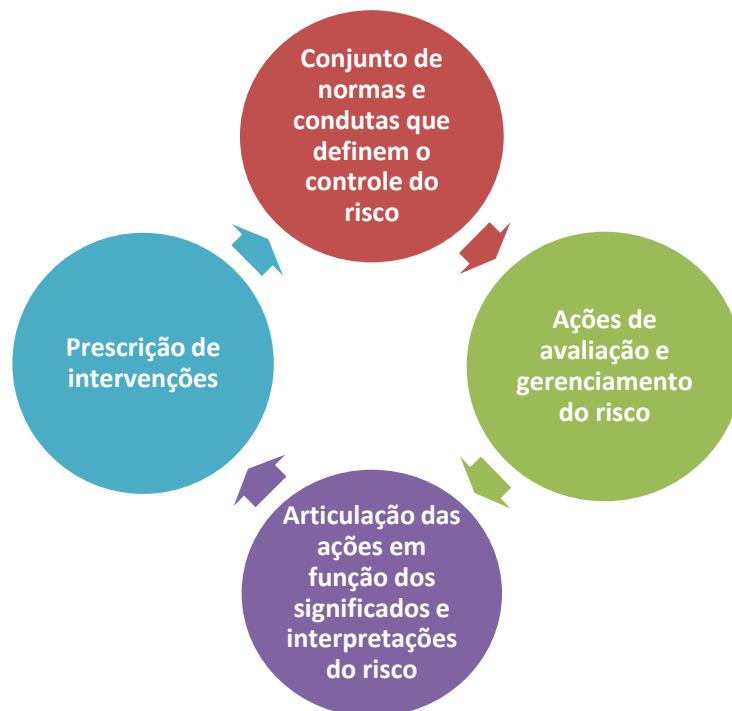 Conjunto de
normas e
condutas que
definem o
controle do
risco
Ações de
avaliação e
gerenciamento
do risco
Articulação das
ações em
função dos
significados e
interpretações
do risco
Prescrição de
intervenções